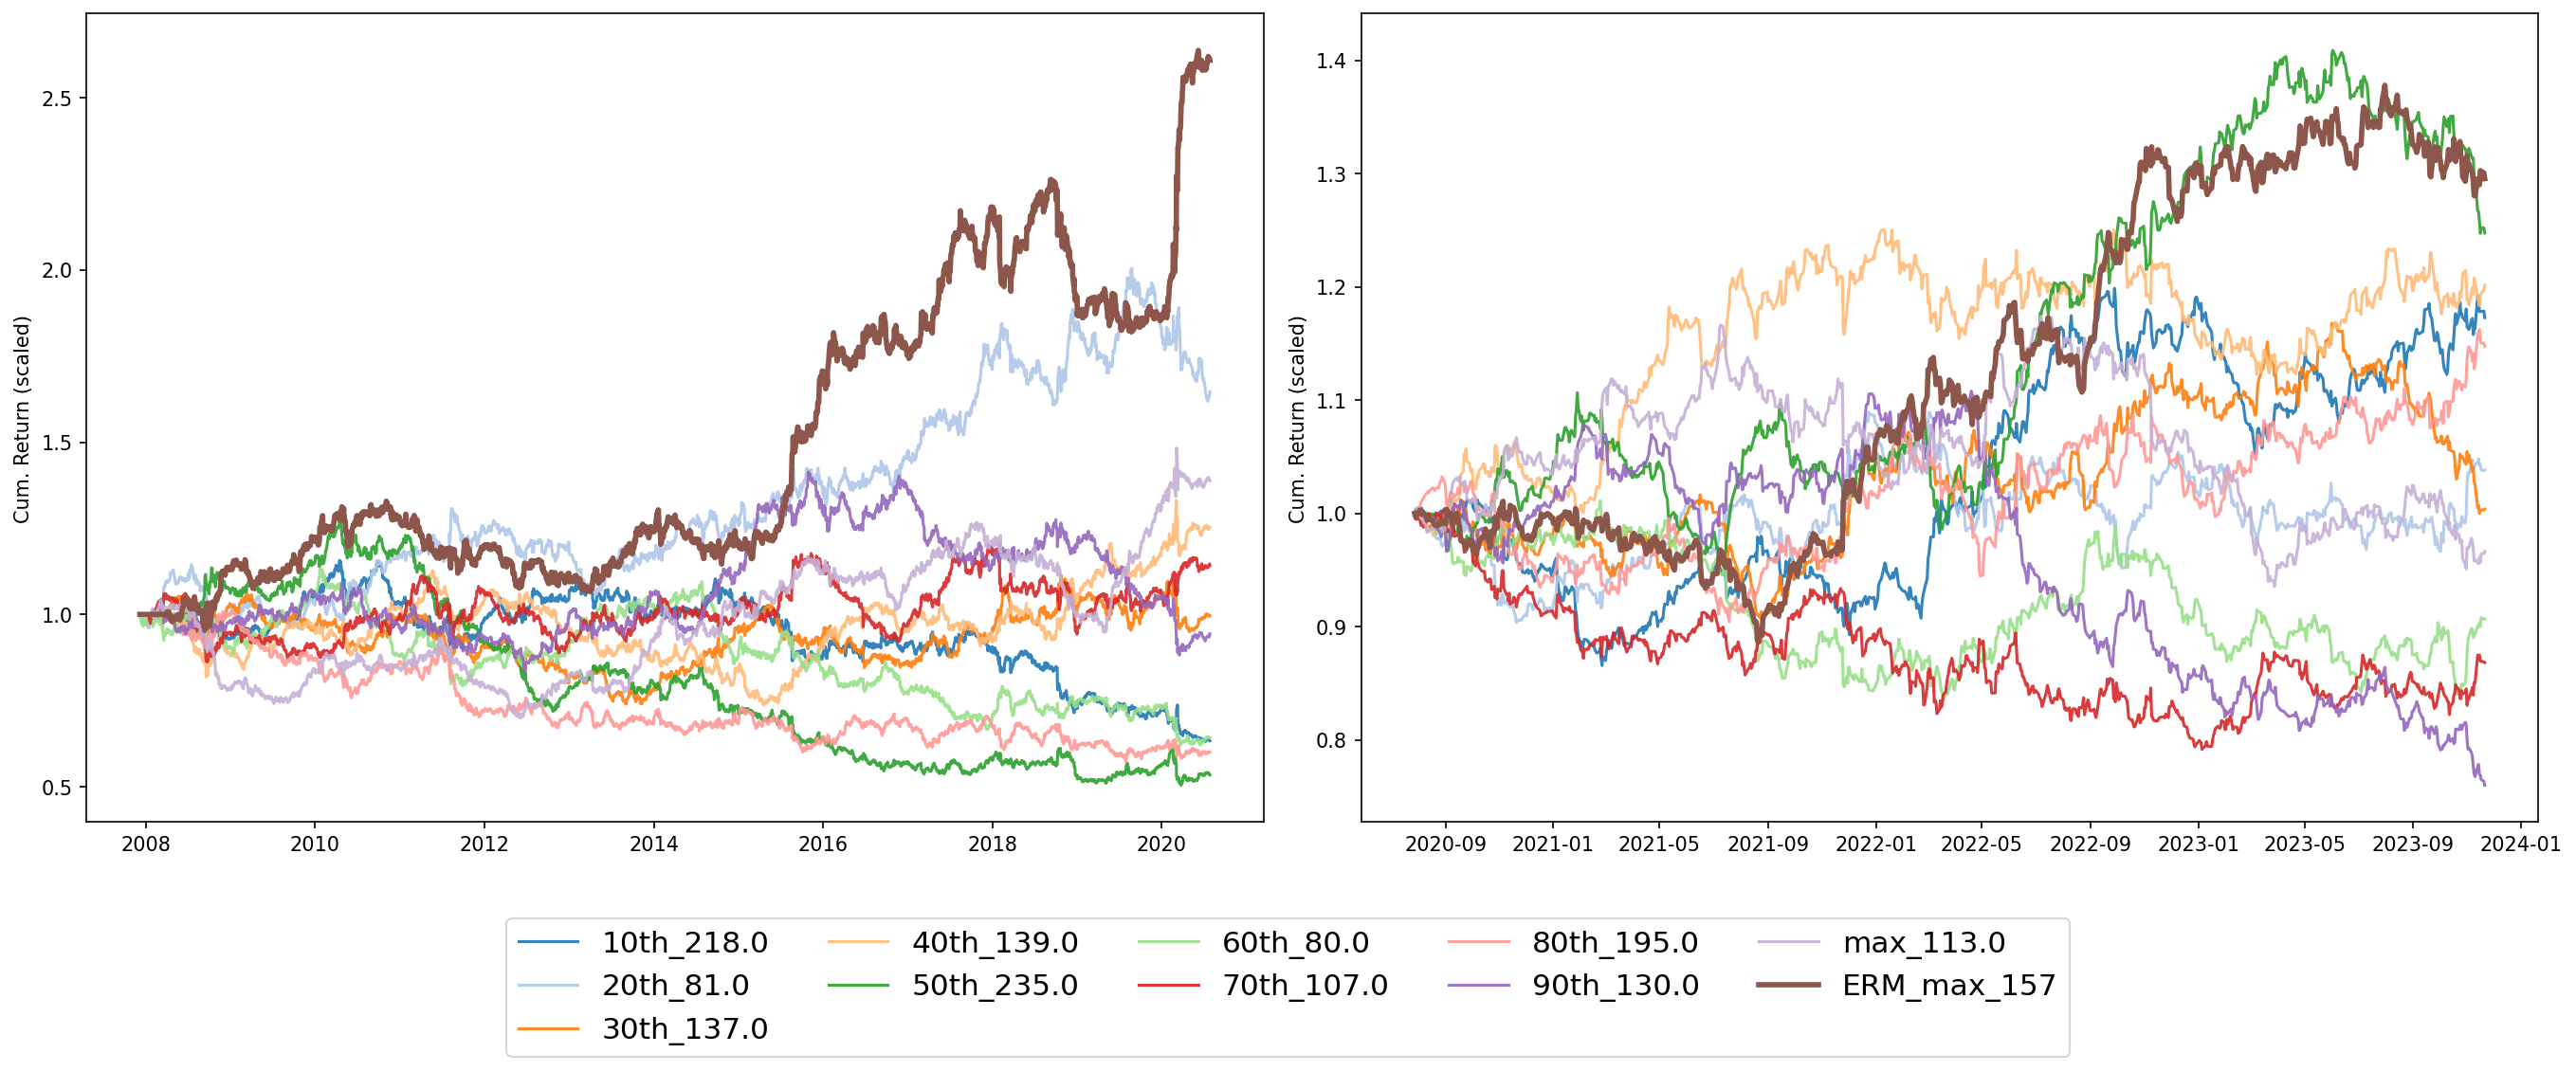 Cum. Return (scaled)
2.5
2.0
1.5
1.0
0.5
2008 2010 2012 2014 2016 2018 2020
Cum. Return (scaled)
1.4
1.3
1.2
1.1
1.0
0.9
0.8
2020-09 2021-01 2021-05 2021-09 2022-01 2022-05 2022-09 2023-01 2023-05 2023-09 2024-01
10th_218.0 40th_139.0 60th_80.0 80th_195.0 max_113.0
20th_81.0 50th_235.0 70th_107.0 90th_130.0 ERM_max_157
30th_137.0